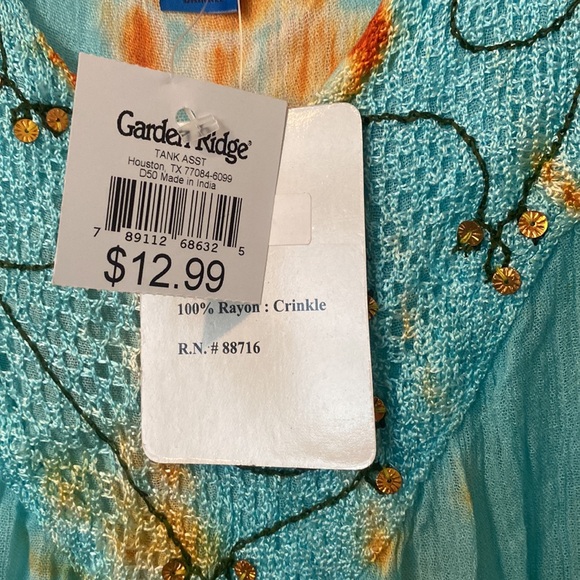 Garden Ridge®
TANK ASST
Houston, TX 77084-6099
D50 Made in India
7 89112 68632 5
$12.99
100% Rayon : Crinkle
R.N. # 88716